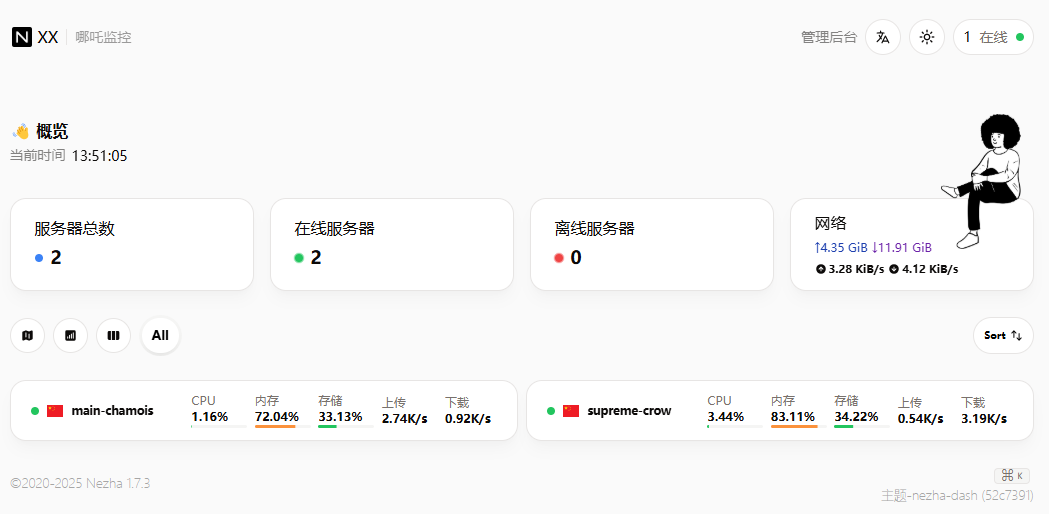 N XX 哪吒监控 管理后台 1 在线
👋 概览
当前时间 13:51:05
服务器总数 在线服务器 离线服务器 网络
2 2 0 ↑4.35 GiB ↓11.91 GiB
3.28 KiB/s 4.12 KiB/s
All Sort
main-chamois CPU 内存 存储 上传 下载 supreme-crow CPU 内存 存储 上传 下载
1.16% 72.04% 33.13% 2.74K/s 0.92K/s 3.44% 83.11% 34.22% 0.54K/s 3.19K/s
©2020-2025 Nezha 1.7.3 ⌘ K
主题-nezha-dash (52c7391)